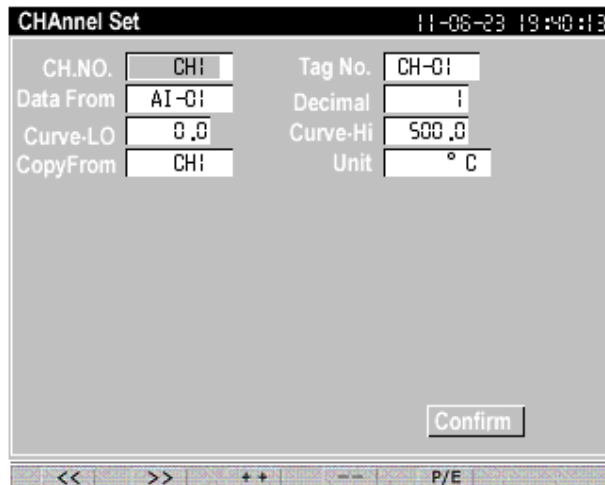 CHAnnel Set 11-06-23 19:40:13
CH.NO. CH1 Tag No. CH-01
Data From AI-01 Decimal 1
Curve-LO 0.0 Curve-Hi 500.0
CopyFrom CH1 Unit °C
Confirm
<< >> ++ -- P/E